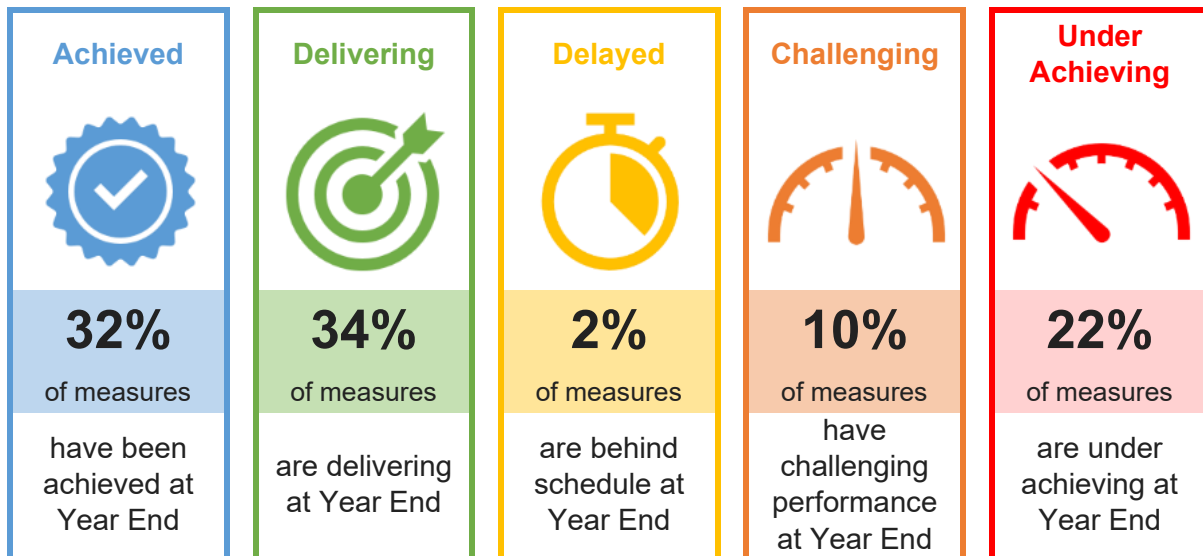 Achieved
32%
of measures
have been
achieved at
Year End
Delivering
34%
of measures
are delivering
at Year End
Delayed
2%
of measures
are behind
schedule at
Year End
Challenging
10%
of measures
have
challenging
performance
at Year End
Under
Achieving
22%
of measures
are under
achieving at
Year End